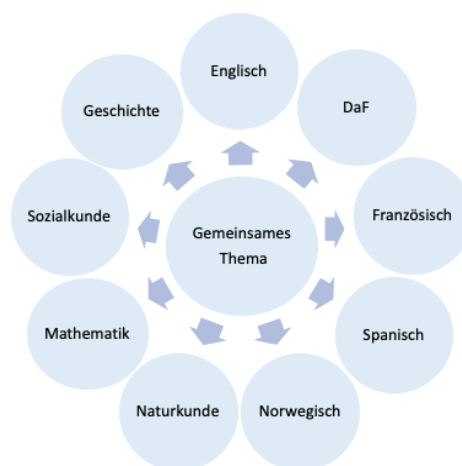 Englisch
DaF
Französisch
Spanisch
Norwegisch
Naturkunde
Mathematik
Sozialkunde
Geschichte
Gemeinsames
Thema